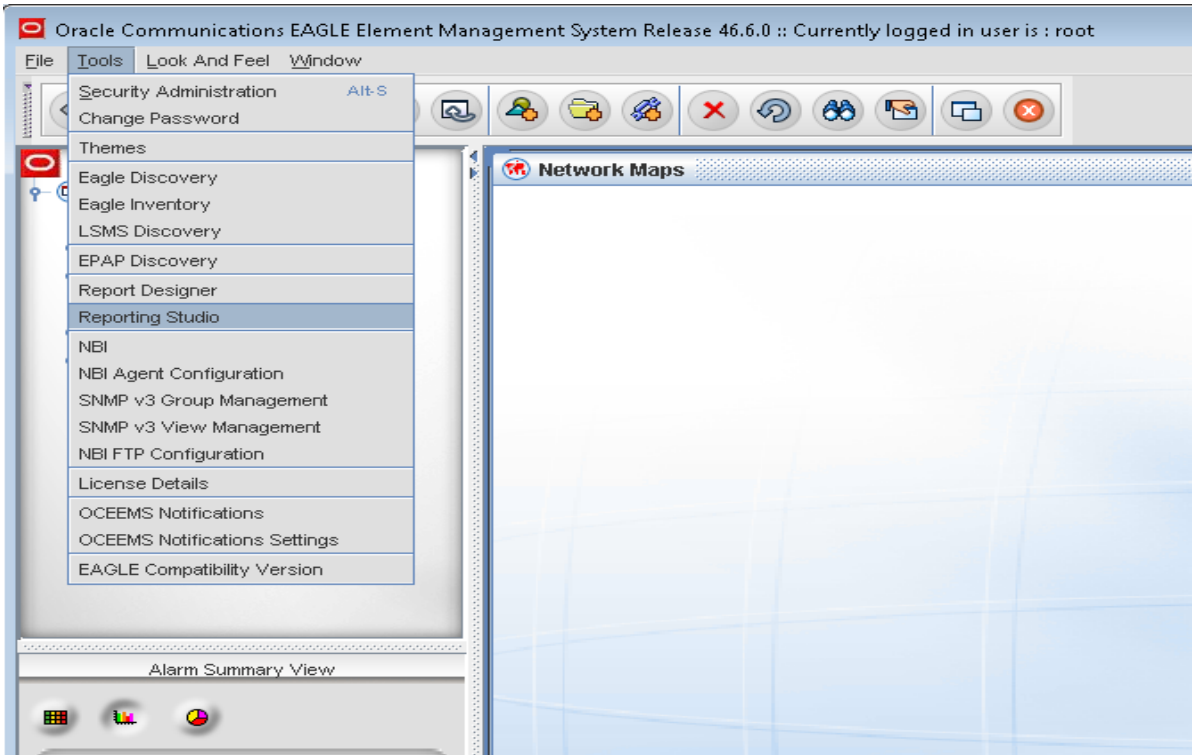 Oracle Communications EAGLE Element Management System Release 46.6.0 :: Currently logged in user is : root
File Tools Look And Feel Window
Security Administration Alt-S
Change Password
Themes
Eagle Discovery
Eagle Inventory
LSMS Discovery
EPAP Discovery
Report Designer
Reporting Studio
NBI
NBI Agent Configuration
SNMP v3 Group Management
SNMP v3 View Management
NBI FTP Configuration
License Details
OCEEMS Notifications
OCEEMS Notifications Settings
EAGLE Compatibility Version
Network Maps
Alarm Summary View